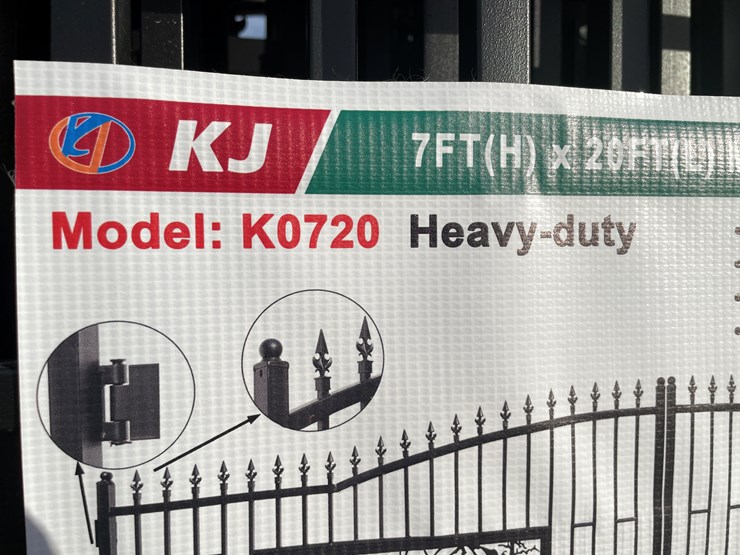 KJ 7FT(H) x 20FT(L)
Model: K0720 Heavy-duty